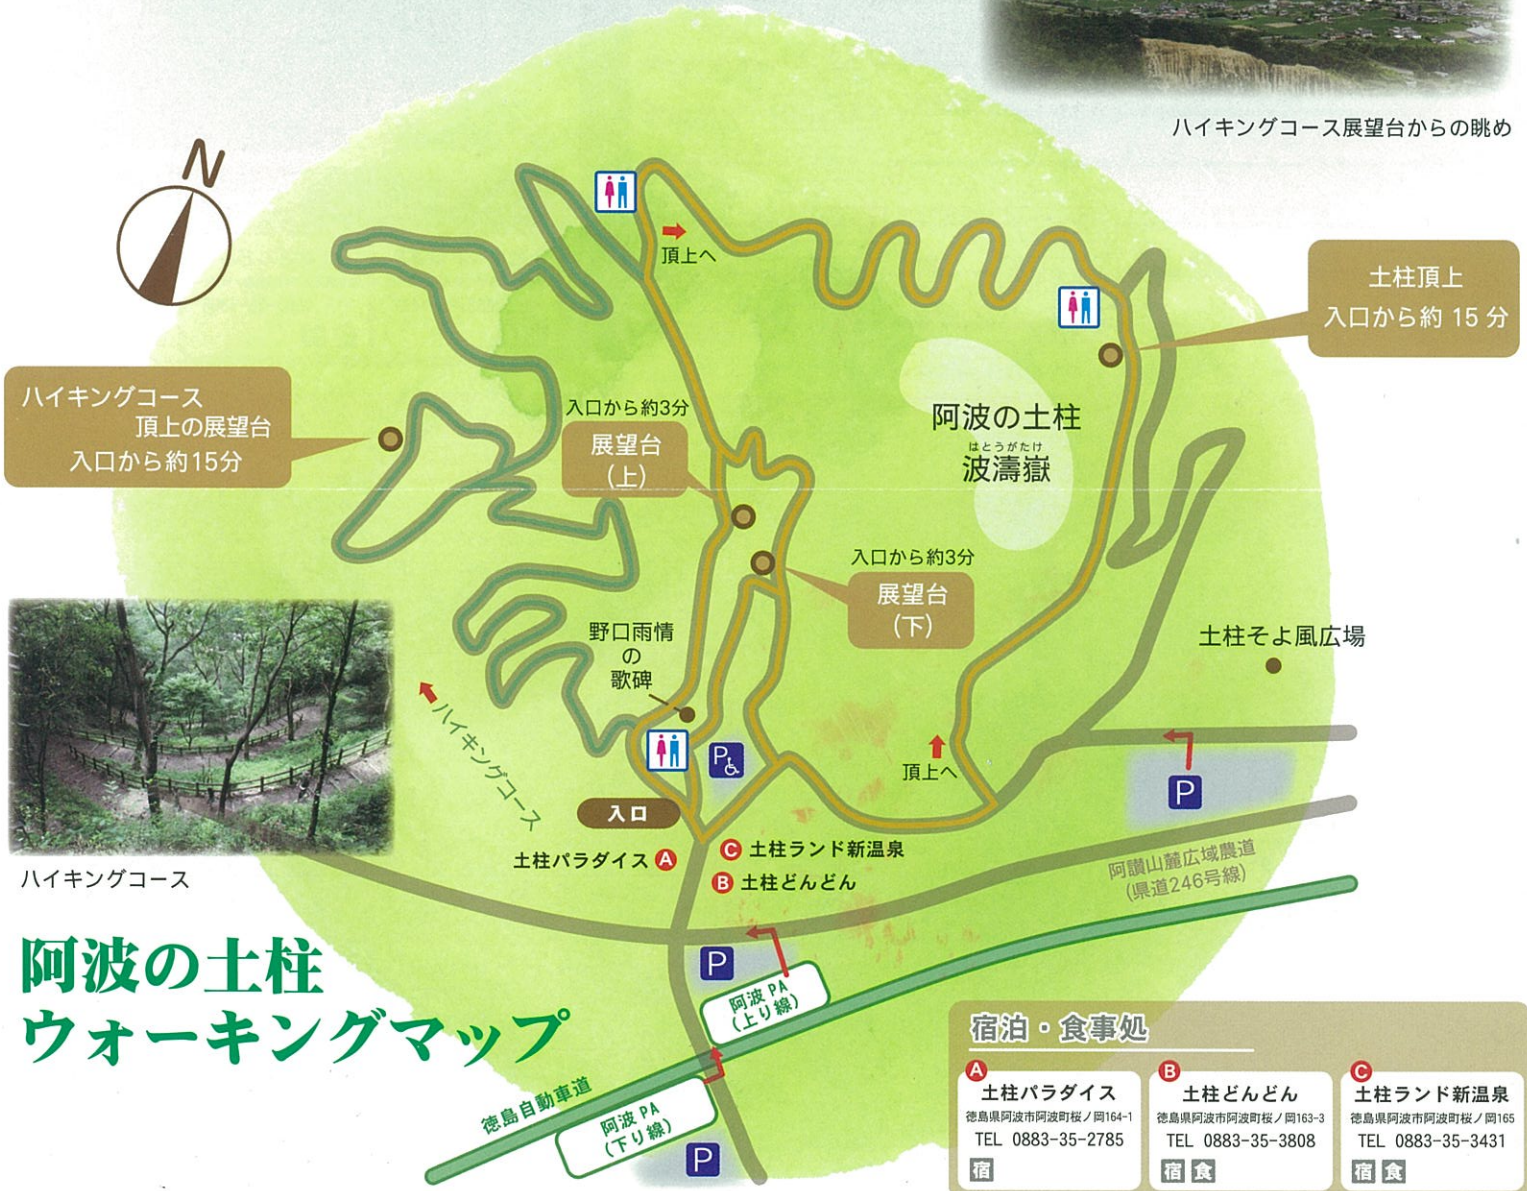 ハイキングコース展望台からの眺め
N
頂上へ
土柱頂上
入口から約 15 分
ハイキングコース
頂上の展望台
入口から約15分
入口から約3分
展望台
(上)
阿波の土柱
はとうがたけ
波濤嶽
入口から約3分
展望台
(下)
野口雨情
の
歌碑
土柱そよ風広場
ハイキングコース
頂上へ
P
P
入口
土柱パラダイス A
C 土柱ランド新温泉
B 土柱どんどん
阿讃山麓広域農道
(県道246号線)
ハイキングコース
阿波の土柱
ウォーキングマップ
P
阿波 PA
(上り線)
徳島自動車道
阿波 PA
(下り線)
P
宿泊・食事処
A
土柱パラダイス
徳島県阿波市阿波町桜ノ岡164-1
TEL 0883-35-2785
宿
B
土柱どんどん
徳島県阿波市阿波町桜ノ岡163-3
TEL 0883-35-3808
宿 食
C
土柱ランド新温泉
徳島県阿波市阿波町桜ノ岡165
TEL 0883-35-3431
宿 食